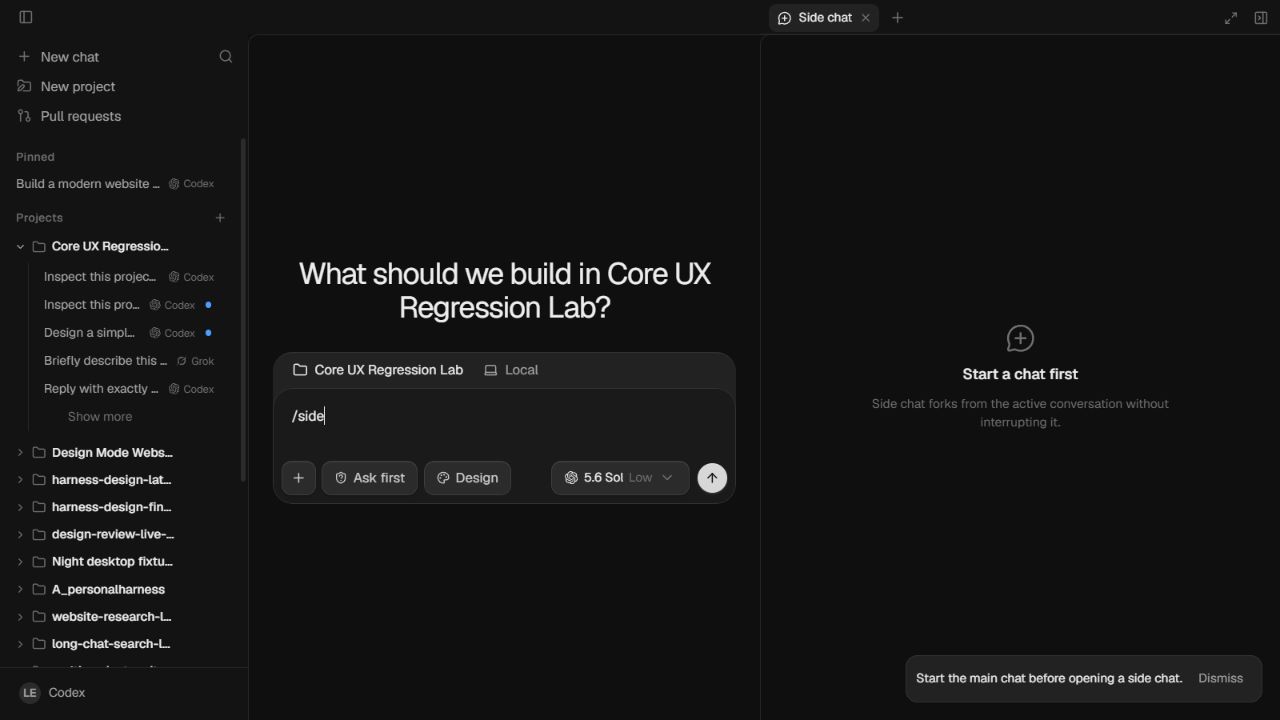 Side chat
New chat
New project
Pull requests
Pinned
Build a modern website ... Codex
Projects
Core UX Regressio...
Inspect this projec... Codex
Inspect this pro... Codex
Design a simpl... Codex
Briefly describe this ... Grok
Reply with exactly ... Codex
Show more
Design Mode Webs...
harness-design-lat...
harness-design-fin...
design-review-live-...
Night desktop fixtu...
A_personalharness
website-research-l...
long-chat-search-l...
LE Codex
What should we build in Core UX
Regression Lab?
Core UX Regression Lab Local
/side
Ask first Design 5.6 Sol Low
Start a chat first
Side chat forks from the active conversation without
interrupting it.
Start the main chat before opening a side chat. Dismiss